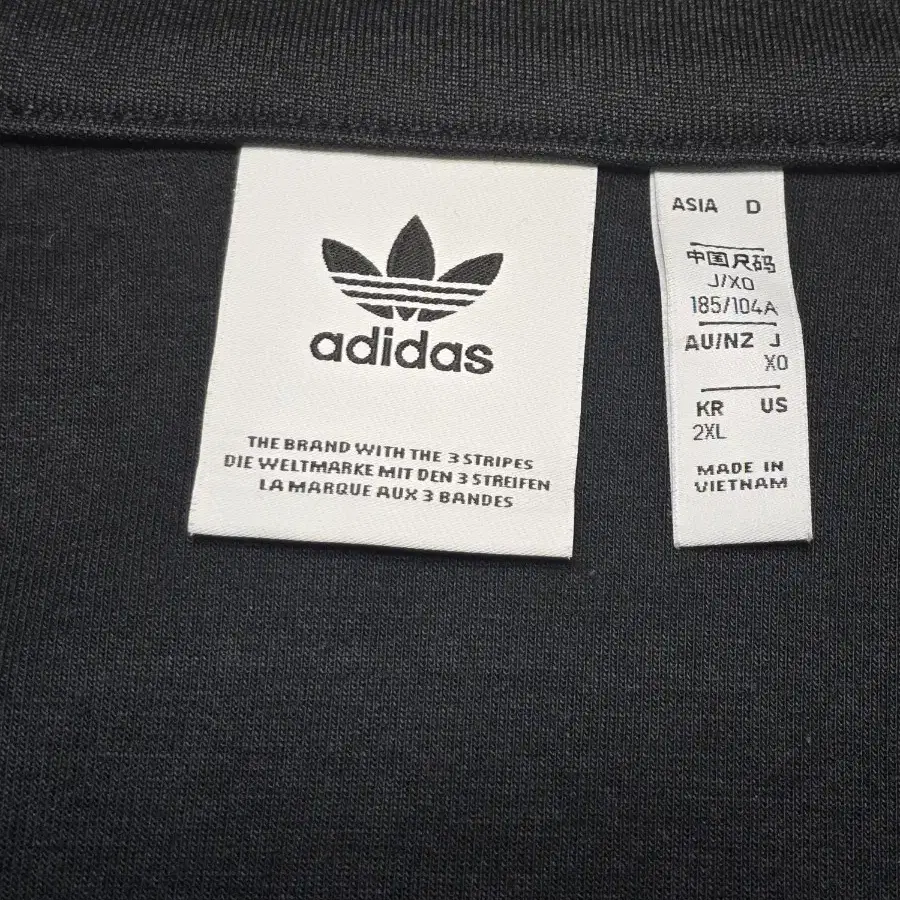 adidas
THE BRAND WITH THE 3 STRIPES
DIE WELTMARKE MIT DEN 3 STREIFEN
LA MARQUE AUX 3 BANDES
ASIA D
中国尺码
J/XO
185/104A
AU/NZ J
XO
KR US
2XL
MADE IN
VIETNAM